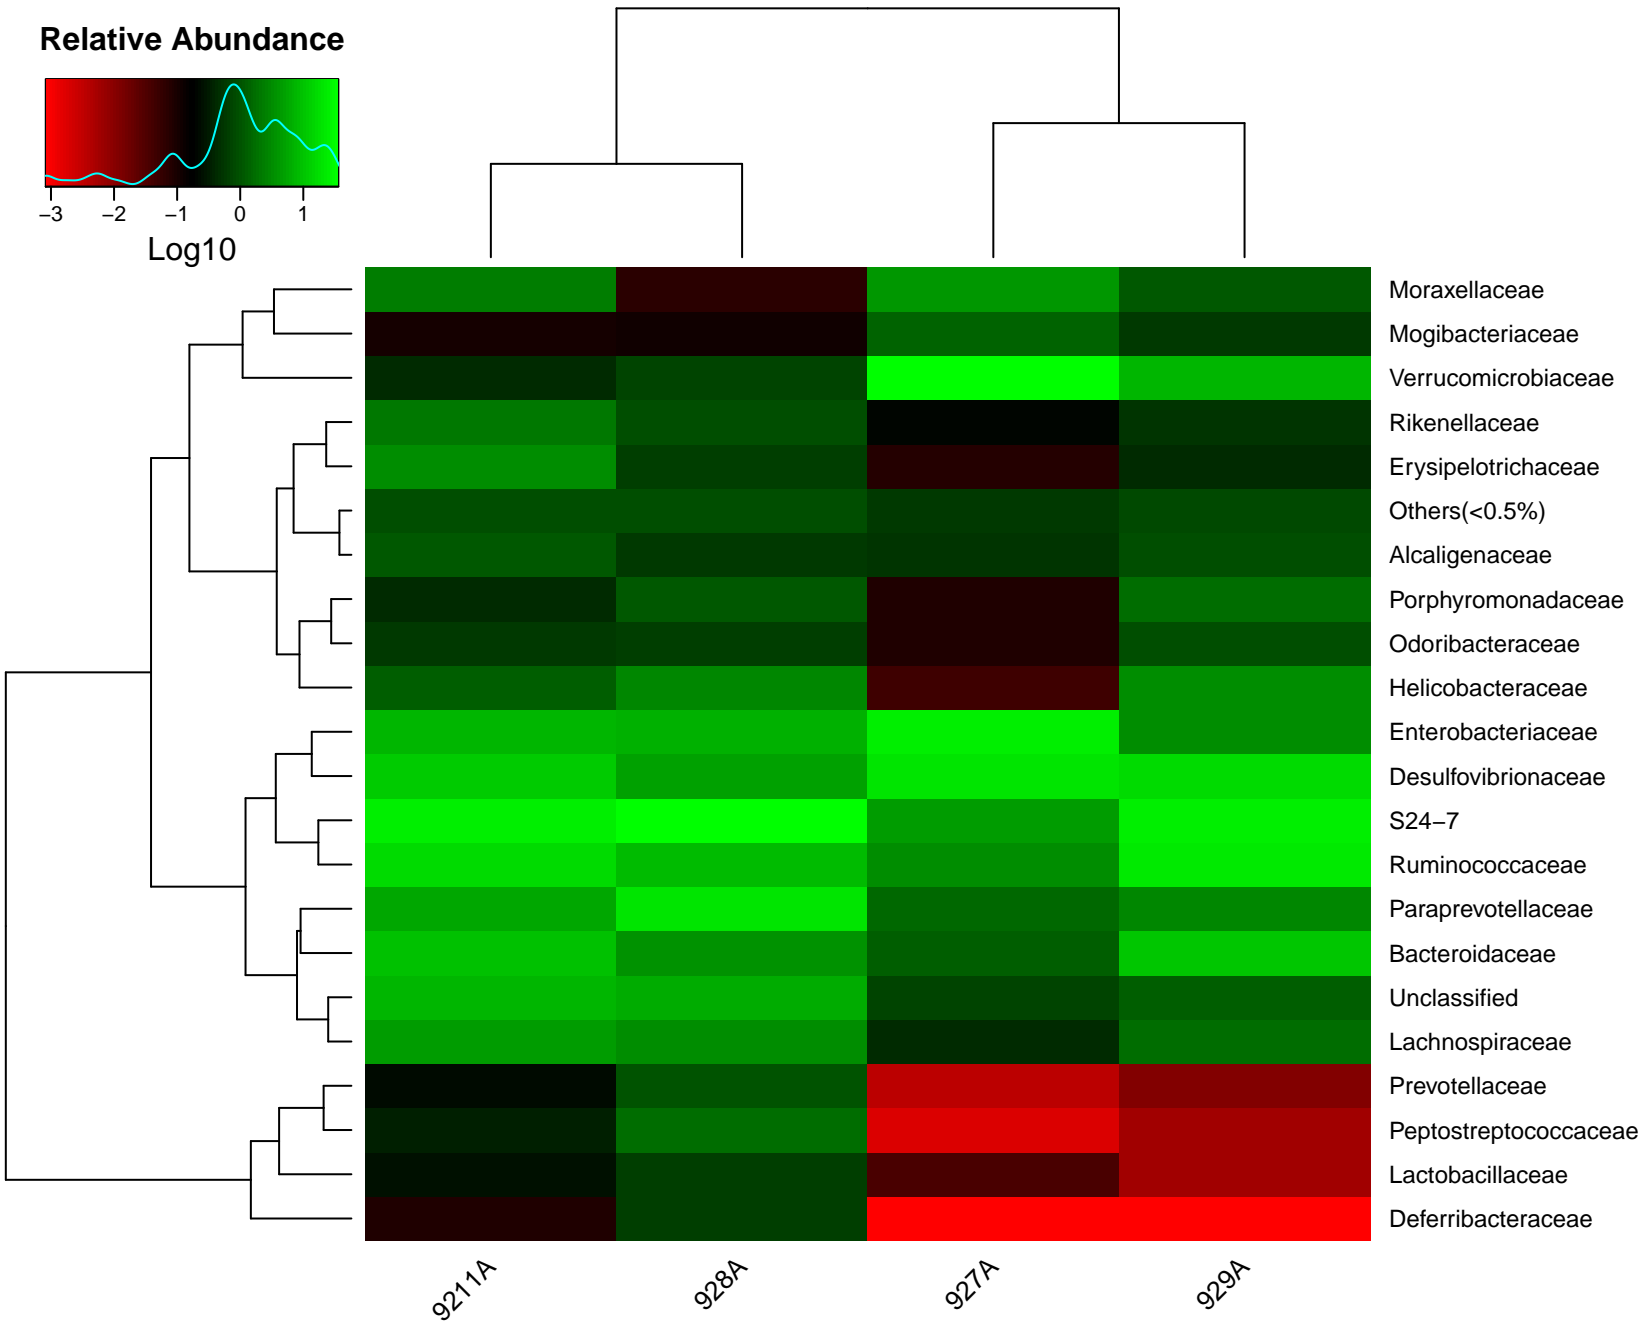 Relative Abundance
−3 −2 −1 0 1
Log10
Moraxellaceae
Mogibacteriaceae
Verrucomicrobiaceae
Rikenellaceae
Erysipelotrichaceae
Others(<0.5%)
Alcaligenaceae
Porphyromonadaceae
Odoribacteraceae
Helicobacteraceae
Enterobacteriaceae
Desulfovibrionaceae
S24−7
Ruminococcaceae
Paraprevotellaceae
Bacteroidaceae
Unclassified
Lachnospiraceae
Prevotellaceae
Peptostreptococcaceae
Lactobacillaceae
Deferribacteraceae
9211A 928A 927A 929A